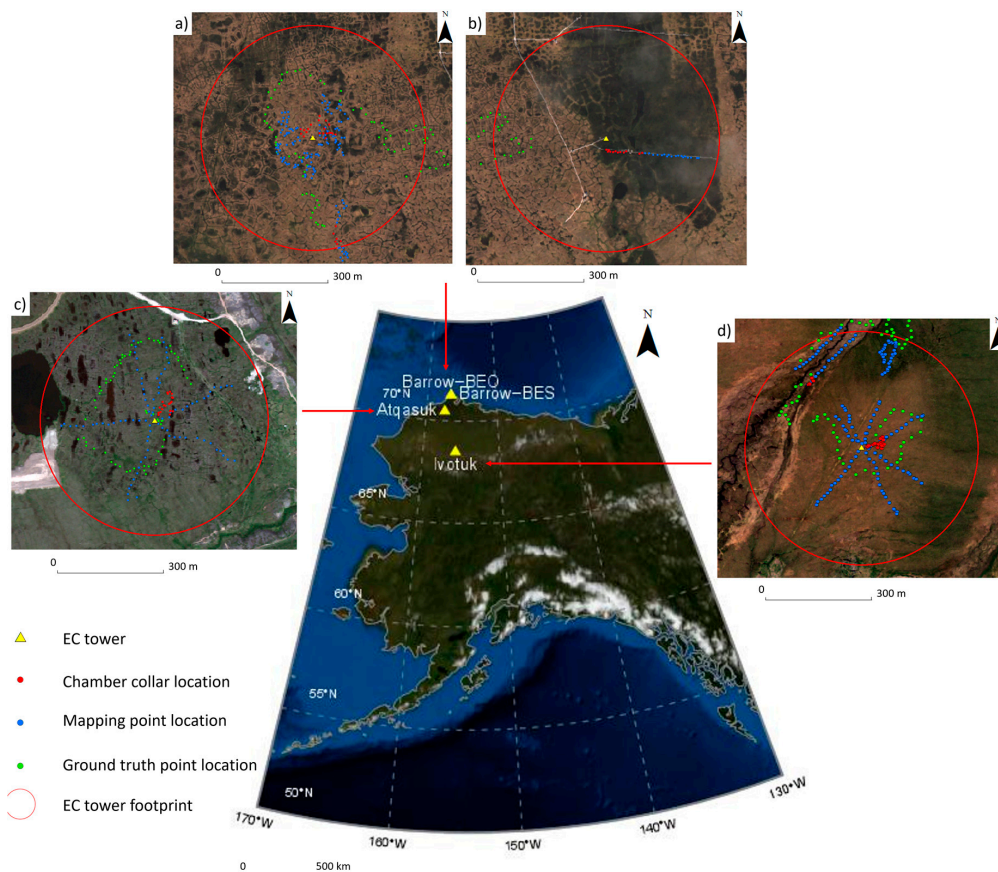 a)
N
0 300 m
b)
N
0 300 m
c)
N
0 300 m
d)
N
0 300 m
N
Barrow-BEO
70°N
Barrow-BES
Atqasuk
Ivotuk
65°N
60°N
55°N
50°N
170°W
160°W
150°W
140°W
130°W
0 500 km
EC tower
Chamber collar location
Mapping point location
Ground truth point location
EC tower footprint